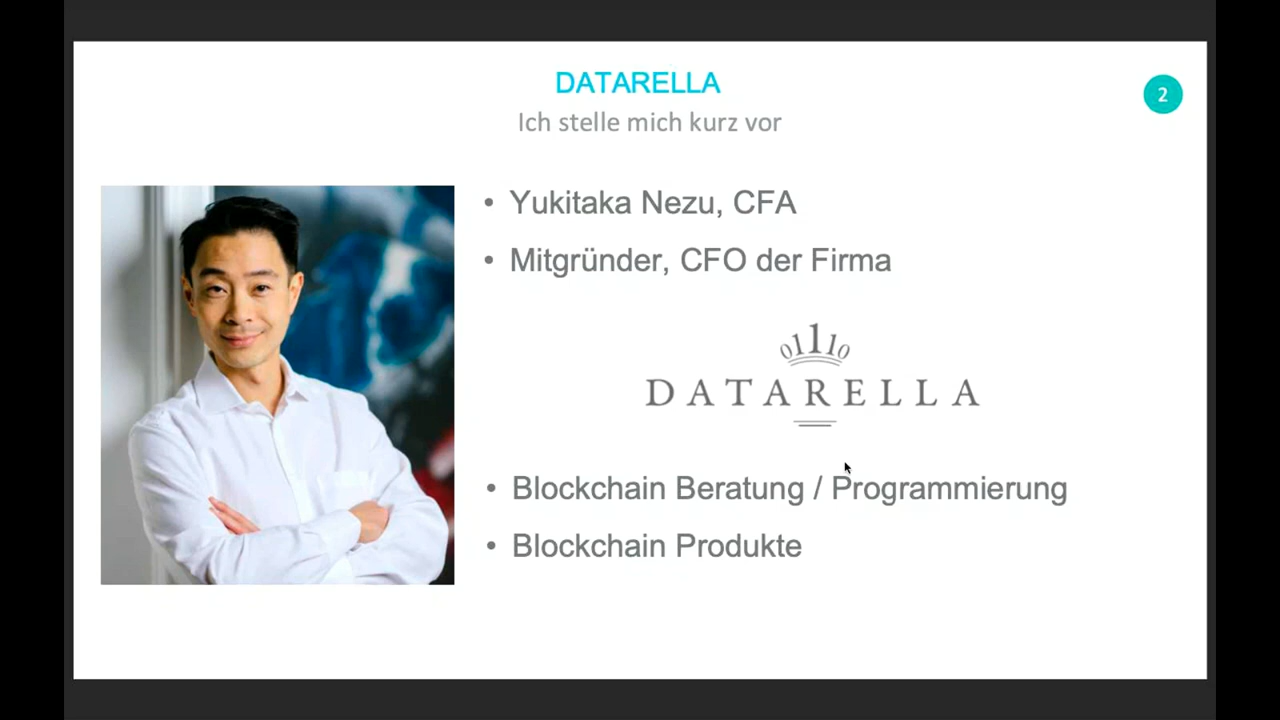 DATARELLA
Ich stelle mich kurz vor
2
• Yukitaka Nezu, CFA
• Mitgründer, CFO der Firma
01110
DATARELLA
• Blockchain Beratung / Programmierung
• Blockchain Produkte